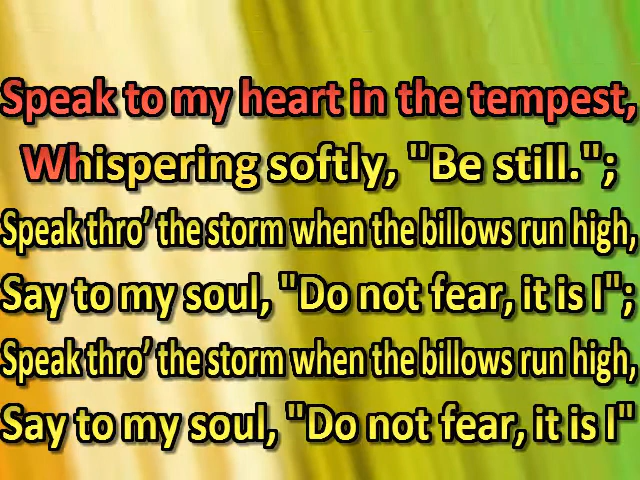 Speak to my heart in the tempest,
Whispering softly, "Be still.";
Speak thro’ the storm when the billows run high,
Say to my soul, "Do not fear, it is I";
Speak thro’ the storm when the billows run high,
Say to my soul, "Do not fear, it is I"